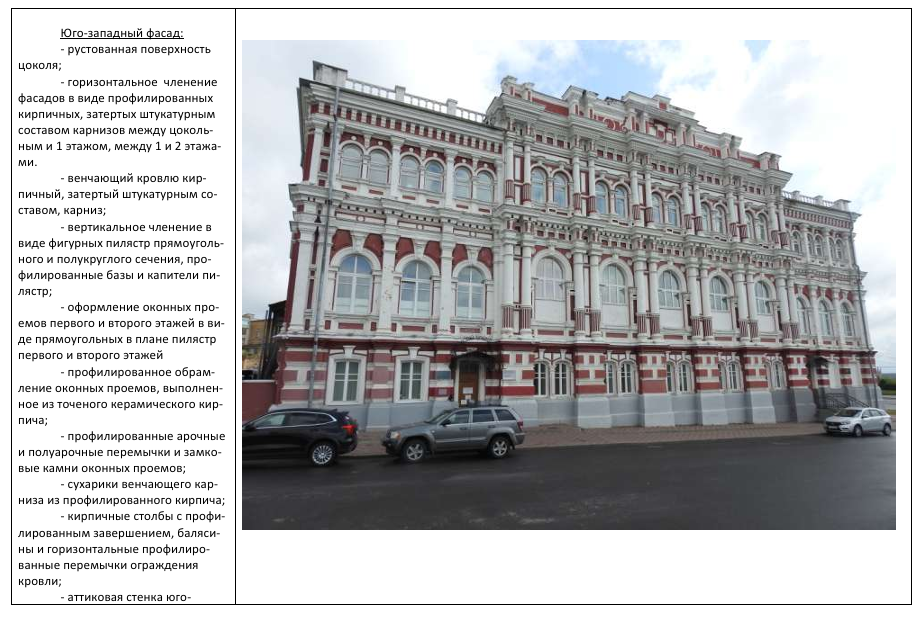 Юго-западный фасад:
- рустованная поверхность
цоколя;
- горизонтальное членение
фасадов в виде профилированных
кирпичных, затертых штукатурным
составом карнизов между цоколь-
ным и 1 этажом, между 1 и 2 этажа-
ми.
- венчающий кровлю кир-
пичный, затертый штукатурным со-
ставом, карниз;
- вертикальное членение в
виде фигурных пилястр прямоуголь-
ного и полукруглого сечения, про-
филированные базы и капители пи-
лястр;
- оформление оконных про-
емов первого и второго этажей в ви-
де прямоугольных в плане пилястр
первого и второго этажей
- профилированное обрам-
ление оконных проемов, выполнен-
ное из точеного керамического кир-
пича;
- профилированные арочные
и полуарочные перемычки и замко-
вые камни оконных проемов;
- сухарики венчающего кар-
низа из профилированного кирпича;
- кирпичные столбы с профи-
лированным завершением, баляси-
ны и горизонтальные профилиро-
ванные перемычки ограждения
кровли;
- аттиковая стенка юго-